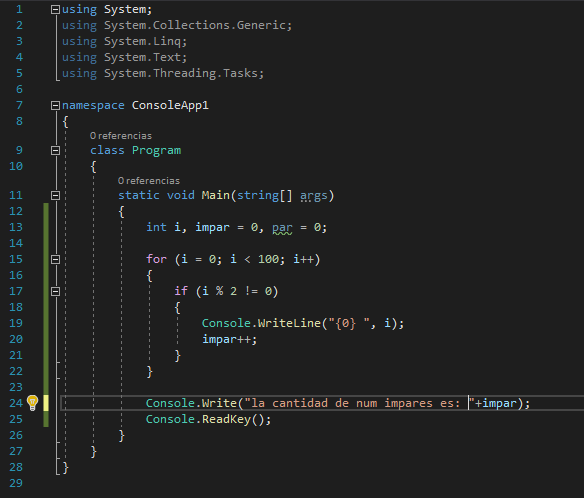 1 using System;
2 using System.Collections.Generic;
3 using System.Linq;
4 using System.Text;
5 using System.Threading.Tasks;
6
7 namespace ConsoleApp1
8 {
0 referencias
9 class Program
10 {
0 referencias
11 static void Main(string[] args)
12 {
13 int i, impar = 0, par = 0;
14
15 for (i = 0; i < 100; i++)
16 {
17 if (i % 2 != 0)
18 {
19 Console.WriteLine("{0} ", i);
20 impar++;
21 }
22 }
23
24 Console.Write("la cantidad de num impares es: "+impar);
25 Console.ReadKey();
26 }
27 }
28 }
29